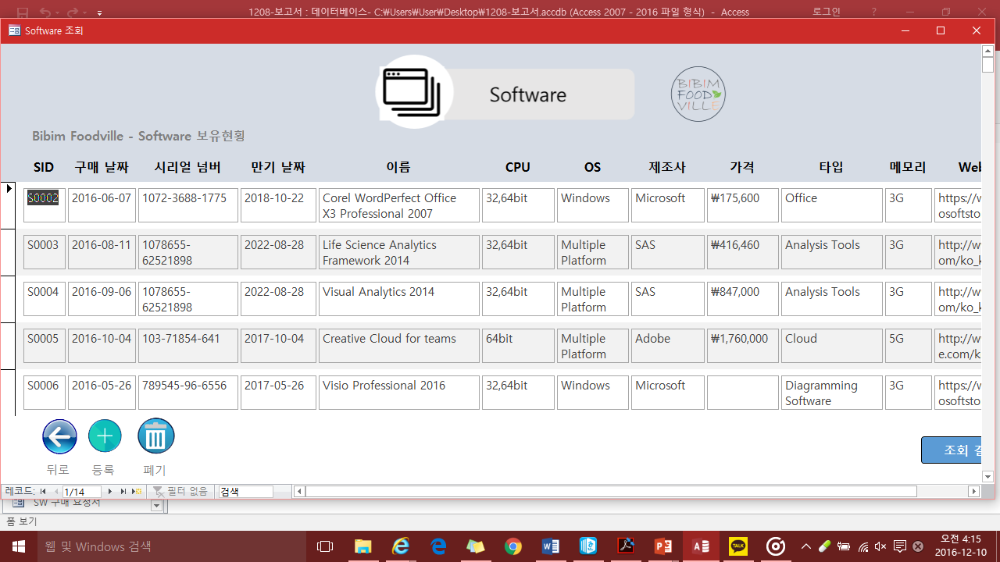 1208-보고서 : 데이터베이스- C:₩Users₩User₩Desktop₩1208-보고서.accdb (Access 2007 - 2016 파일 형식) - Access
로그인
?
Software 조회
Software
BIBIM
FOOD
VILLE
Bibim Foodville - Software 보유현황
SID 구매 날짜 시리얼 넘버 만기 날짜 이름 CPU OS 제조사 가격 타입 메모리
S0002 2016-06-07 1072-3688-1775 2018-10-22 Corel WordPerfect Office 32,64bit Windows Microsoft ₩175,600 Office 3G https://w
X3 Professional 2007 osoftsto
S0003 2016-08-11 1078655- 2022-08-28 Life Science Analytics 32,64bit Multiple SAS ₩416,460 Analysis Tools 3G http://w
62521898 Framework 2014 Platform om/ko_k
S0004 2016-09-06 1078655- 2022-08-28 Visual Analytics 2014 32,64bit Multiple SAS ₩847,000 Analysis Tools 3G http://w
62521898 Platform om/ko_k
S0005 2016-10-04 103-71854-641 2017-10-04 Creative Cloud for teams 64bit Multiple Adobe ₩1,760,000 Cloud 5G http://w
Platform e.com/k
S0006 2016-05-26 789545-96-6556 2017-05-26 Visio Professional 2016 32,64bit Windows Microsoft Diagramming 3G https://w
Software osoftsto
조회
뒤로 등록 폐기
레코드: 1/14 필터 없음 검색
SW 구매 요청서
폼 보기
웹 및 Windows 검색
TALK
오전 4:15
2016-12-10